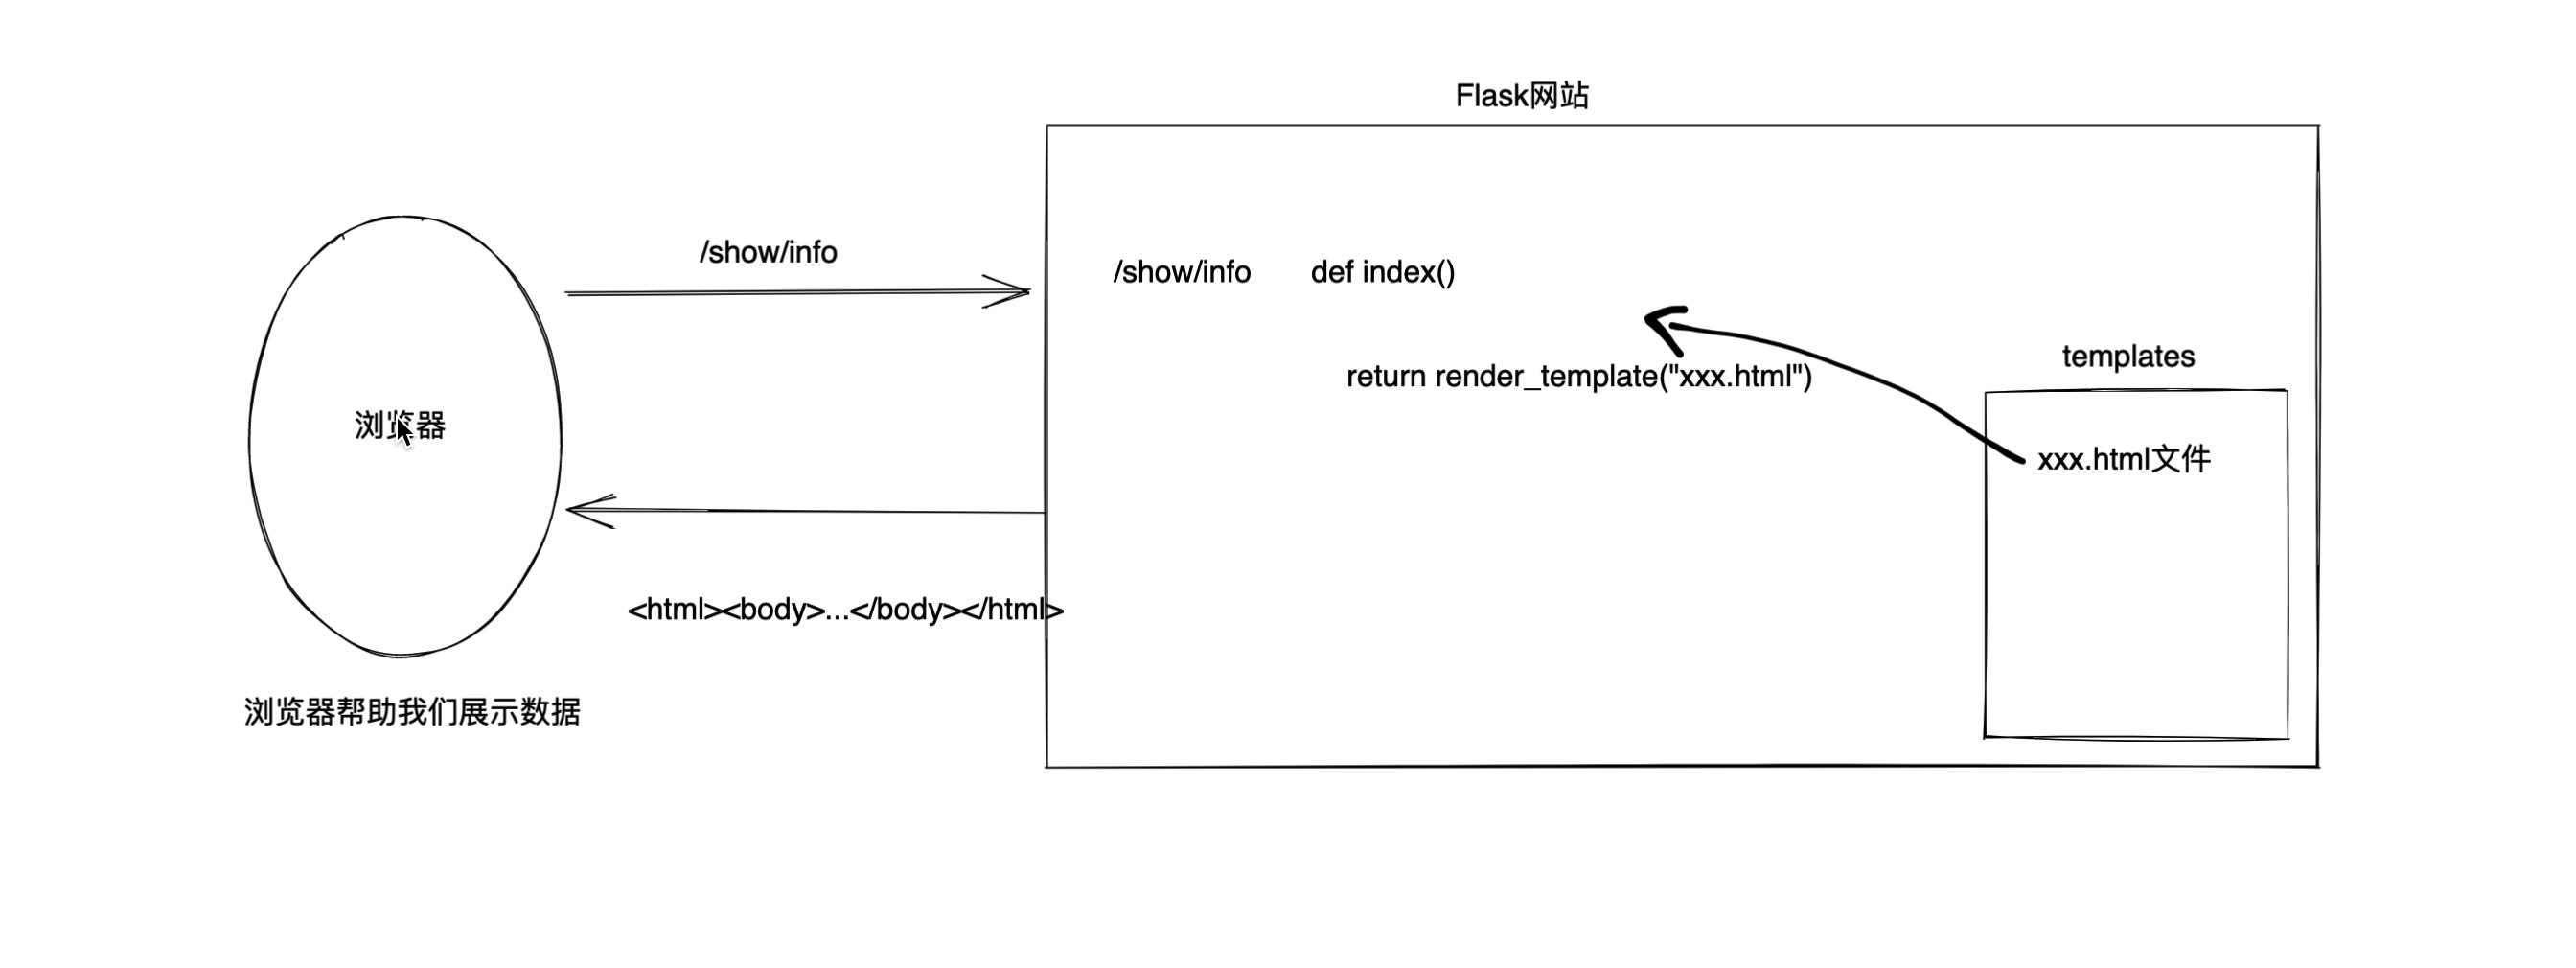 Flask网站
/show/info
/show/info
def index()
return render_template("xxx.html")
templates
xxx.html文件
浏览器
<html><body>...</body></html>
浏览器帮助我们展示数据